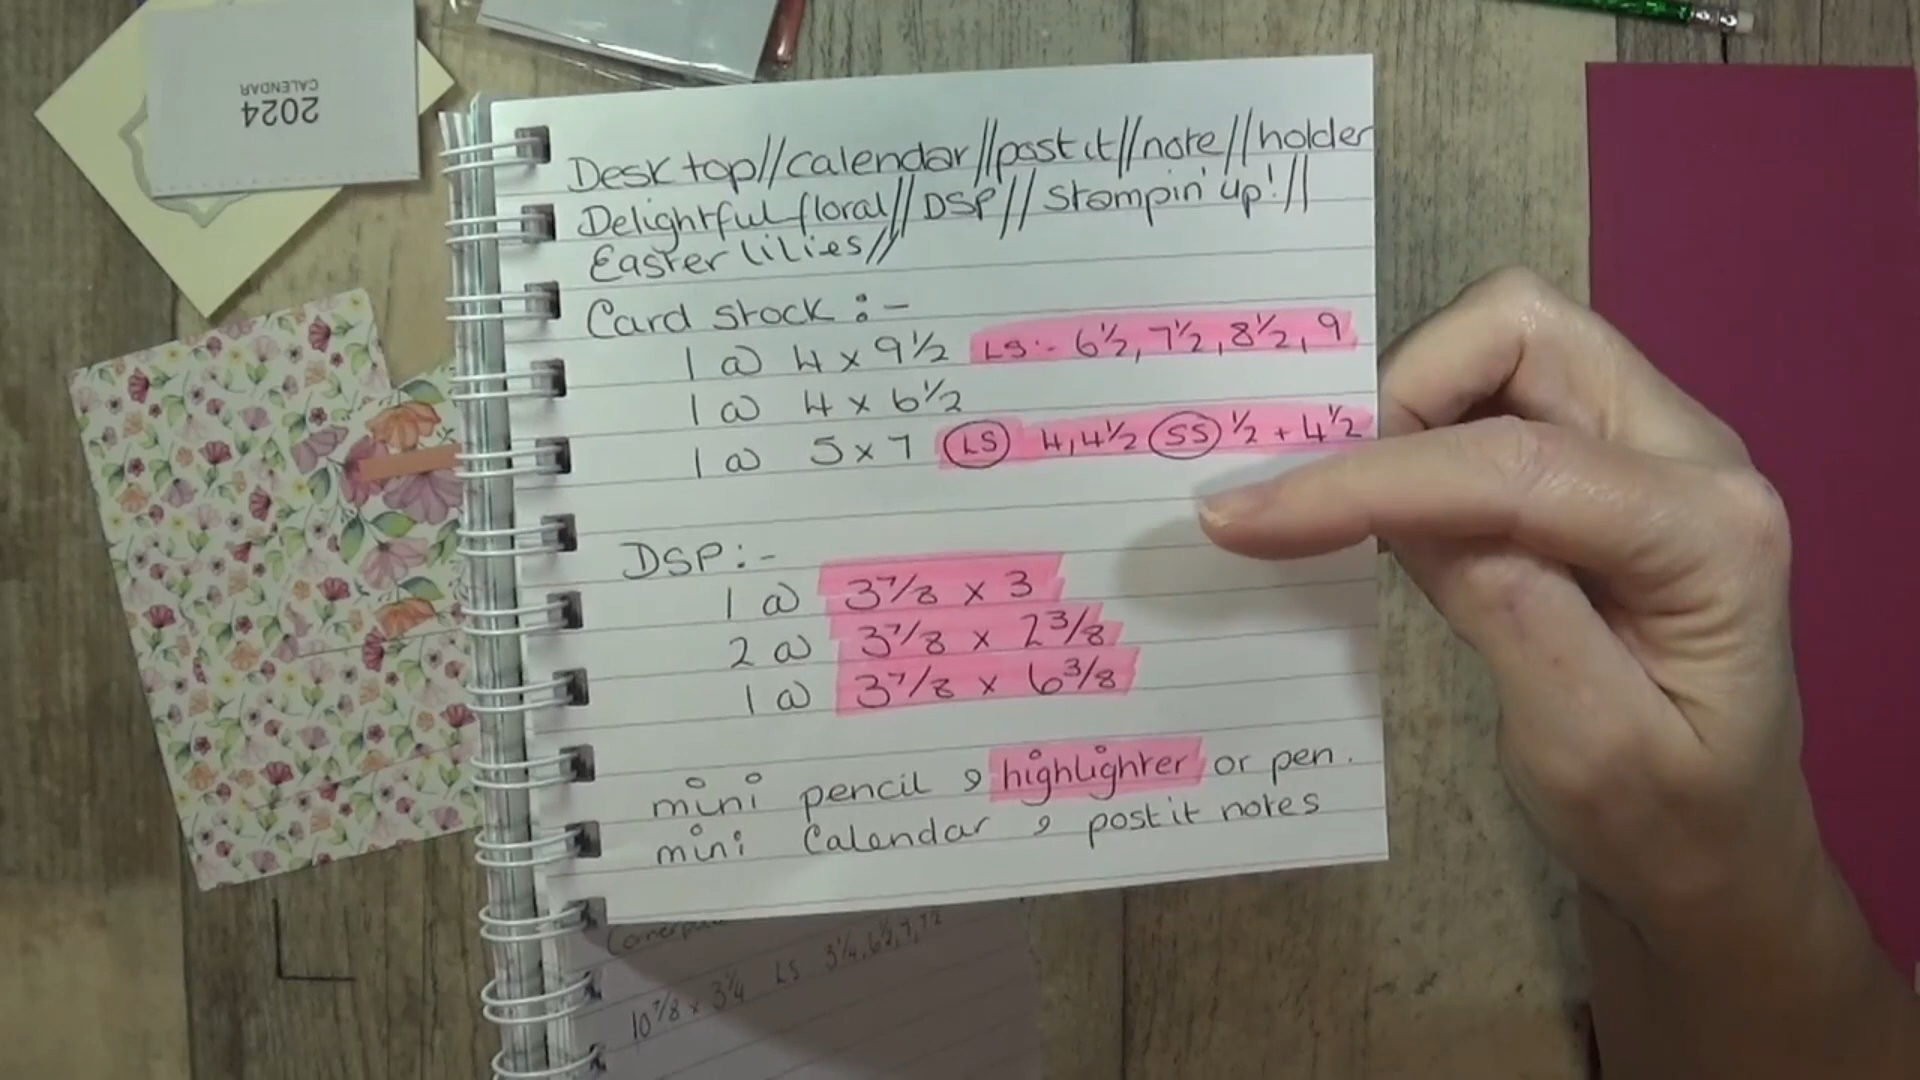 2024
CALENDAR
Desk top//calendar//post it//note//holder
Delightful floral//DSP//Stampin' up!//
Easter lilies//
Card stock :-
1 @ 4 x 9½ LS:- 6½, 7½, 8½, 9
1 @ 4 x 6½
1 @ 5 x 7 LS 4, 4½ SS ½ + 4½
DSP:-
1 @ 3⅞ x 3
2 @ 3⅞ x 2⅜
1 @ 3⅞ x 6⅜
mini pencil , highlighter or pen.
mini Calendar , post it notes
10⅞ x 3¼ LS 3¼, 6½, 7, 7½